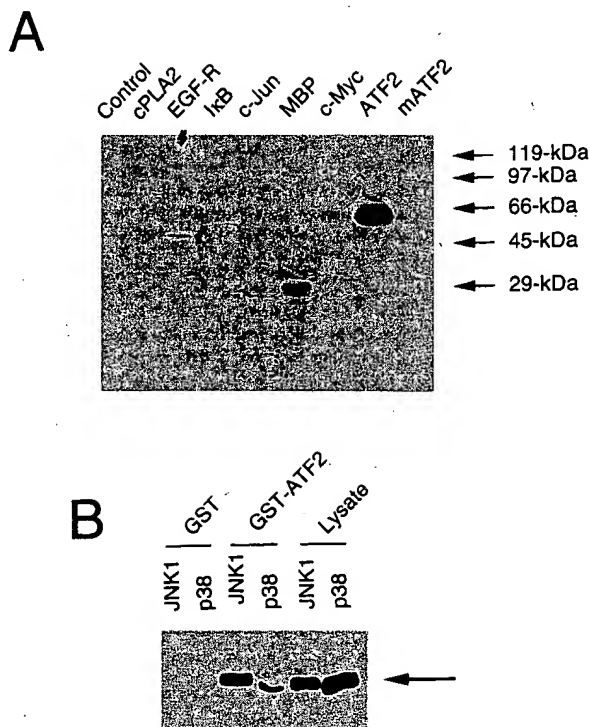 A
Control
cPLA2
EGF-R
IκB
c-Jun
MBP
c-Myc
ATF2
mATF2
119-kDa
97-kDa
66-kDa
45-kDa
29-kDa
B
GST
GST-ATF2
Lysate
JNK1
p38
JNK1
p38
JNK1
p38